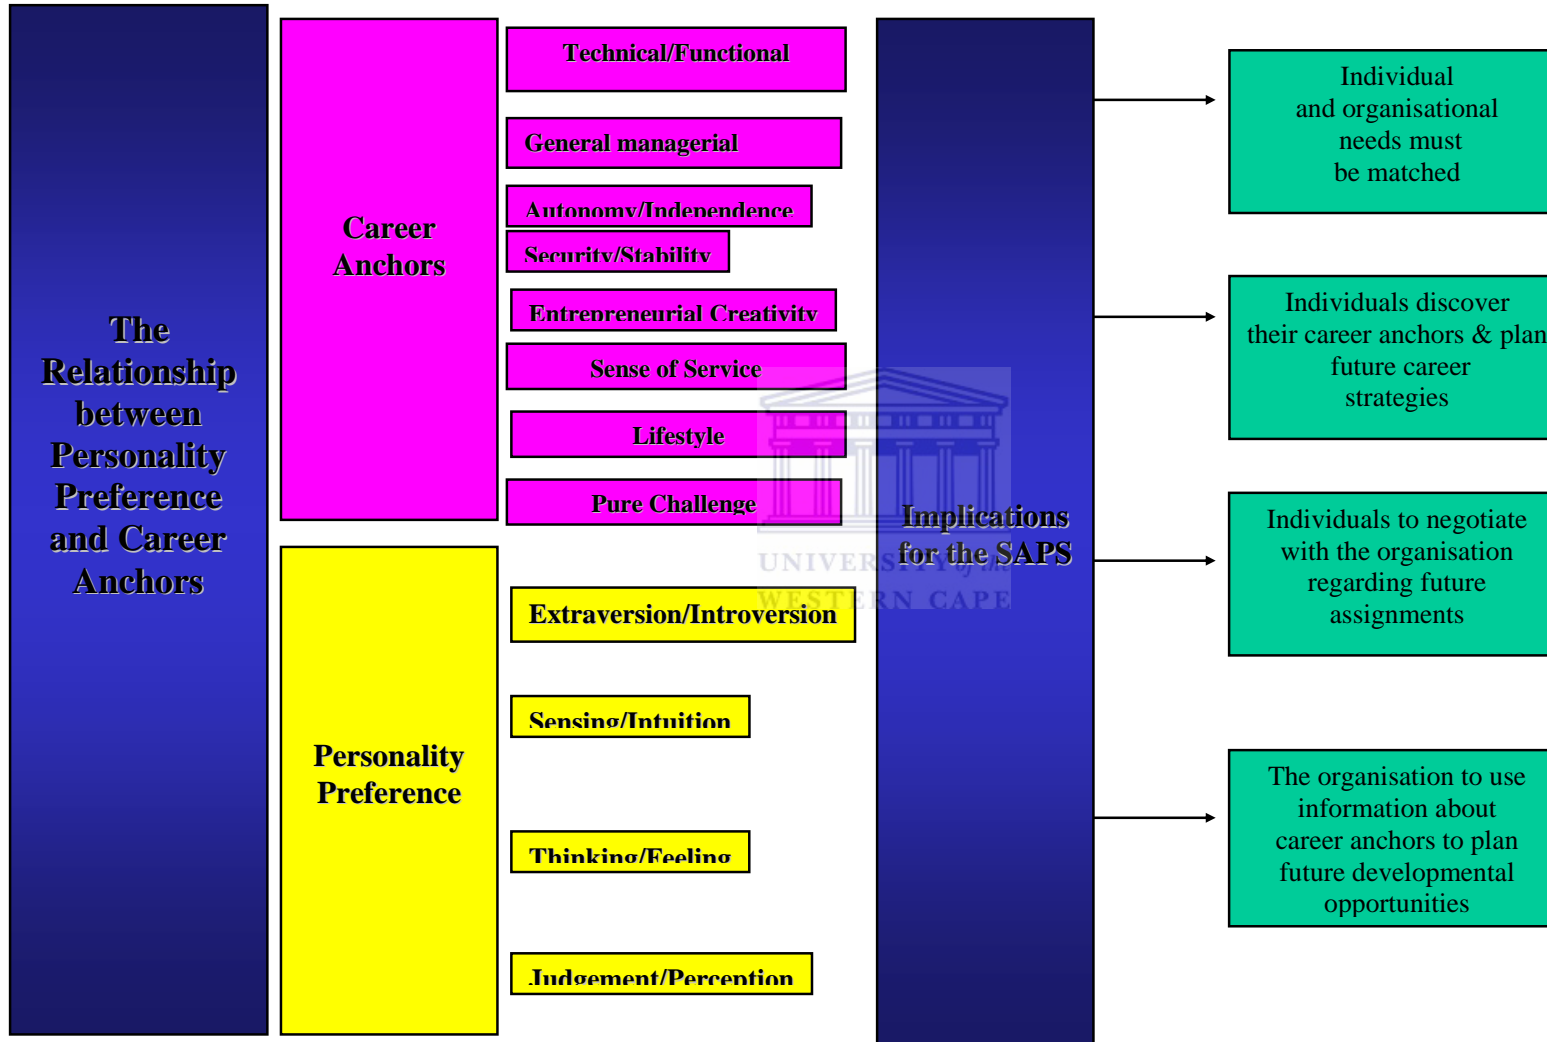 The
Relationship
between
Personality
Preference
and Career
Anchors
Career
Anchors
Technical/Functional
General managerial
Autonomy/Independence
Security/Stability
Entrepreneurial Creativity
Sense of Service
Lifestyle
Pure Challenge
Personality
Preference
Extraversion/Introversion
Sensing/Intuition
Thinking/Feeling
Judgement/Perception
Implications
for the SAPS
UNIVERSITY of the
WESTERN CAPE
Individual
and organisational
needs must
be matched
Individuals discover
their career anchors & plan
future career
strategies
Individuals to negotiate
with the organisation
regarding future
assignments
The organisation to use
information about
career anchors to plan
future developmental
opportunities